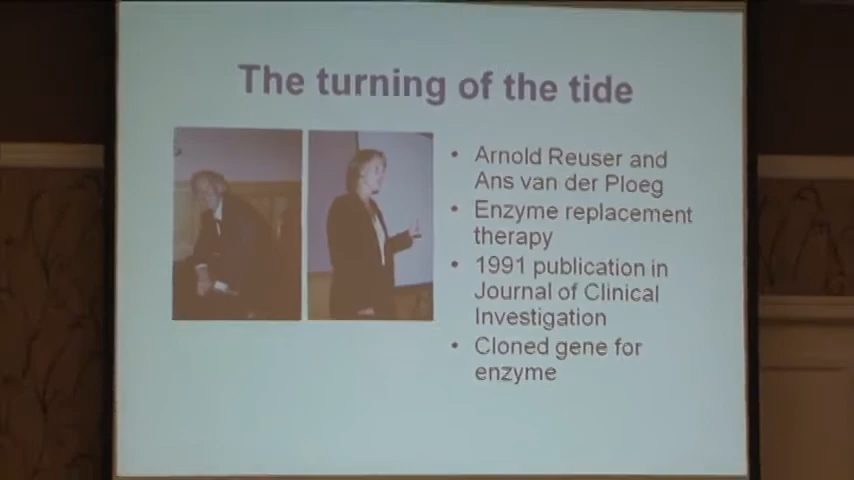 The turning of the tide
• Arnold Reuser and
Ans van der Ploeg
• Enzyme replacement
therapy
• 1991 publication in
Journal of Clinical
Investigation
• Cloned gene for
enzyme